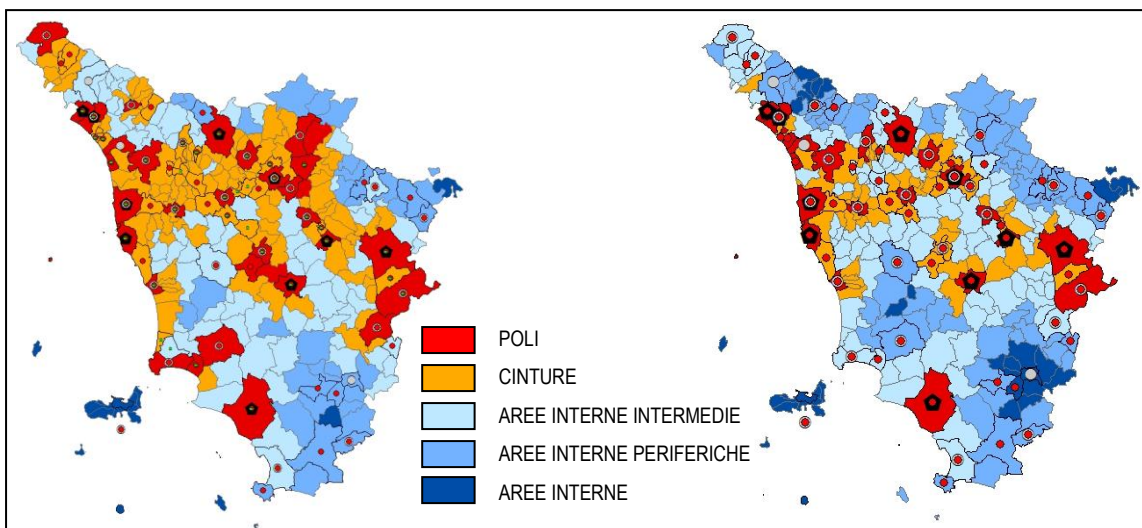 POLI
CINTURE
AREE INTERNE INTERMEDIE
AREE INTERNE PERIFERICHE
AREE INTERNE